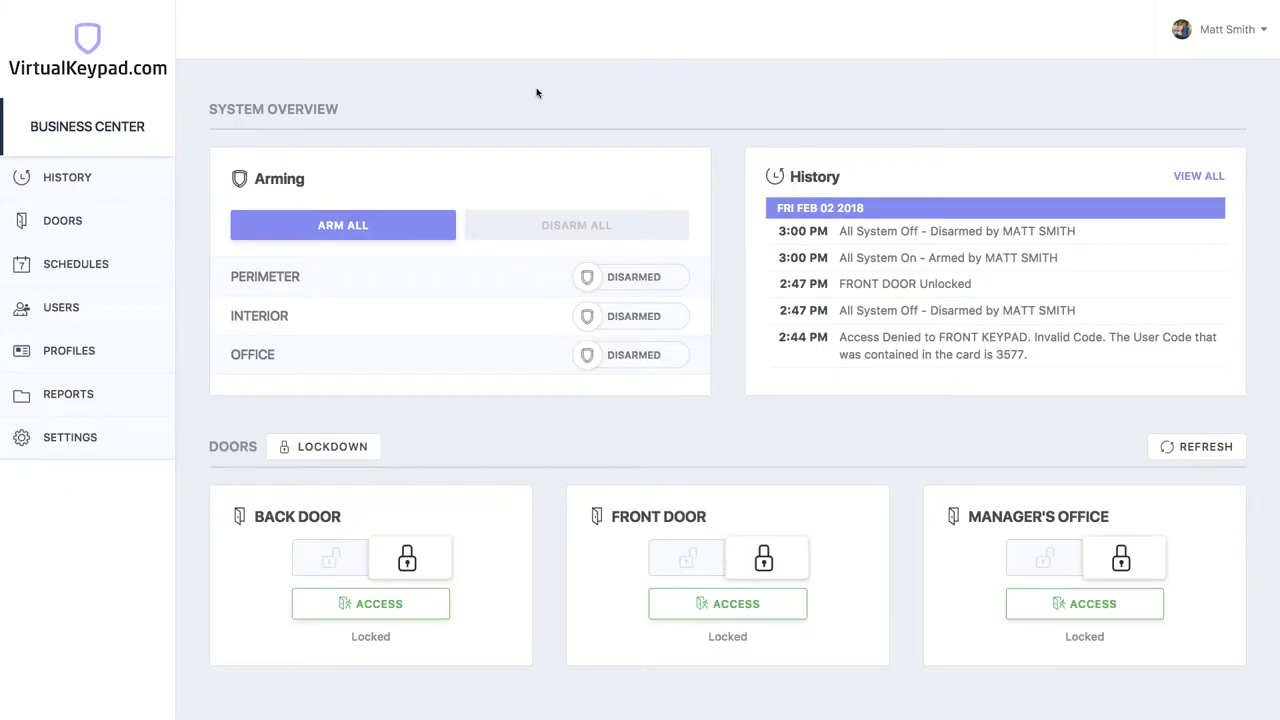 VirtualKeypad.com
Matt Smith
BUSINESS CENTER
HISTORY
DOORS
7 SCHEDULES
USERS
PROFILES
REPORTS
SETTINGS
SYSTEM OVERVIEW
Arming
ARM ALL DISARM ALL
PERIMETER DISARMED
INTERIOR DISARMED
OFFICE DISARMED
History VIEW ALL
FRI FEB 02 2018
3:00 PM All System Off - Disarmed by MATT SMITH
3:00 PM All System On - Armed by MATT SMITH
2:47 PM FRONT DOOR Unlocked
2:47 PM All System Off - Disarmed by MATT SMITH
2:44 PM Access Denied to FRONT KEYPAD. Invalid Code. The User Code that
was contained in the card is 3577.
DOORS LOCKDOWN REFRESH
BACK DOOR
ACCESS
Locked
FRONT DOOR
ACCESS
Locked
MANAGER'S OFFICE
ACCESS
Locked